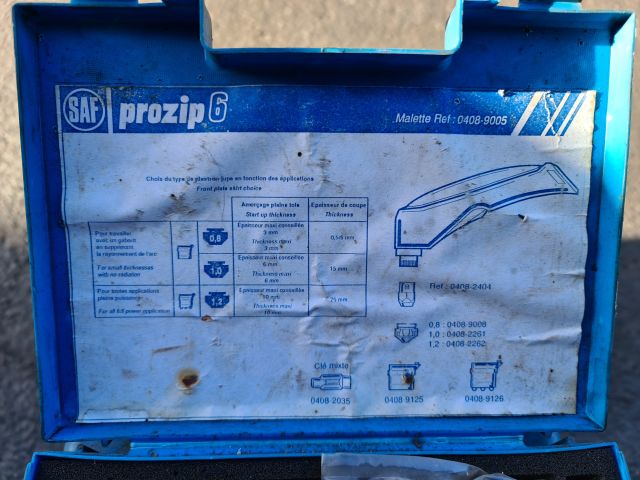 SAF prozip 6
Malette Ref : 0408-9005
Choix du type de plastron jupe en fonction des applications
Front plate skirt choice
Amorçage pleine tole
Start up thickness
Epaisseur de coupe
Thickness
Pour travailler
avec un gabarit
en supprimant
le rayonnement de l'arc
For small thicknesses
with no radiation
0,8
Epaisseur maxi conseillée
3 mm
Thickness maxi
3 mm
0,5/5 mm
1,0
Epaisseur maxi conseillée
6 mm
Thickness maxi
6 mm
15 mm
Pour toutes applications
pleine puissance
For all full power application
1,2
Epaisseur maxi conseillée
10 mm
Thickness maxi
10 mm
25 mm
Ref : 0408-2404
0,8 : 0408-9008
1,0 : 0408-2261
1,2 : 0408-2262
Clé mixte
0408-2035
0408-9125
0408-9126